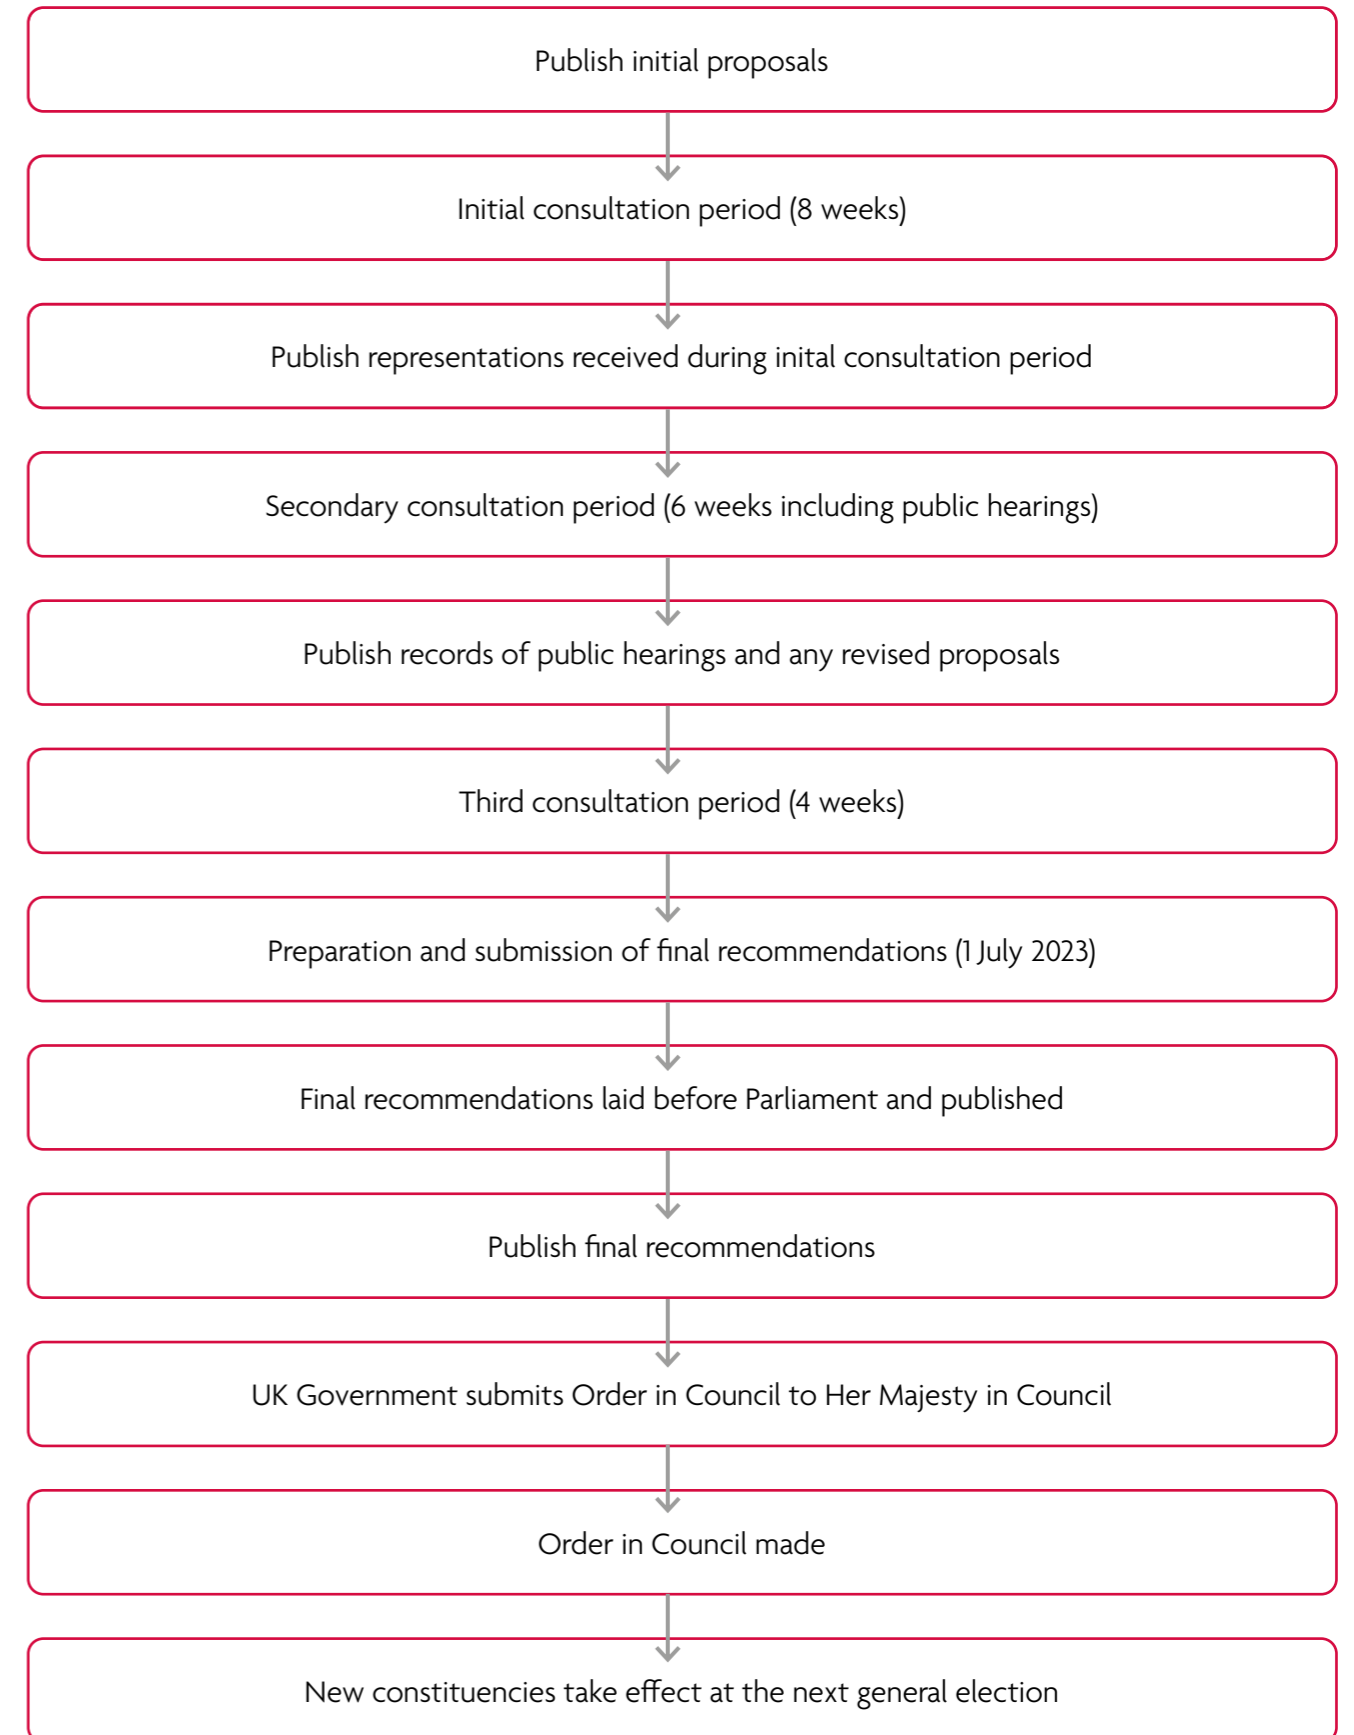 Publish initial proposals
Initial consultation period (8 weeks)
Publish representations received during inital consultation period
Secondary consultation period (6 weeks including public hearings)
Publish records of public hearings and any revised proposals
Third consultation period (4 weeks)
Preparation and submission of final recommendations (1 July 2023)
Final recommendations laid before Parliament and published
Publish final recommendations
UK Government submits Order in Council to Her Majesty in Council
Order in Council made
New constituencies take effect at the next general election